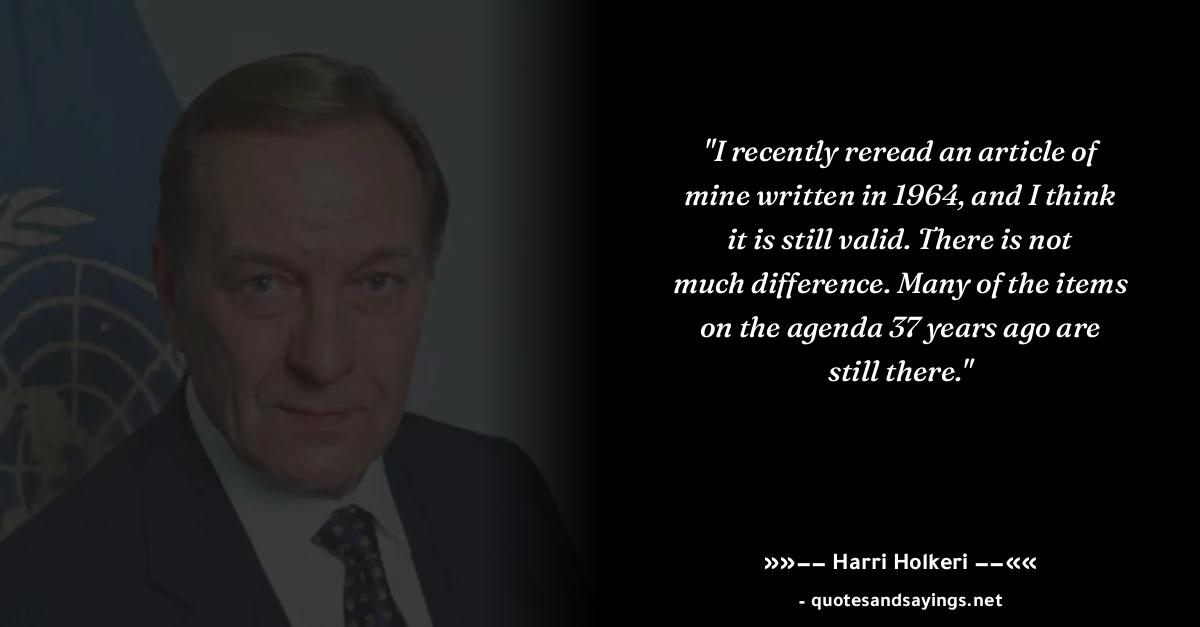 "I recently reread an article of
mine written in 1964, and I think
it is still valid. There is not
much difference. Many of the items
on the agenda 37 years ago are
still there."
»»−− Harri Holkeri −−««
- quotesandsayings.net